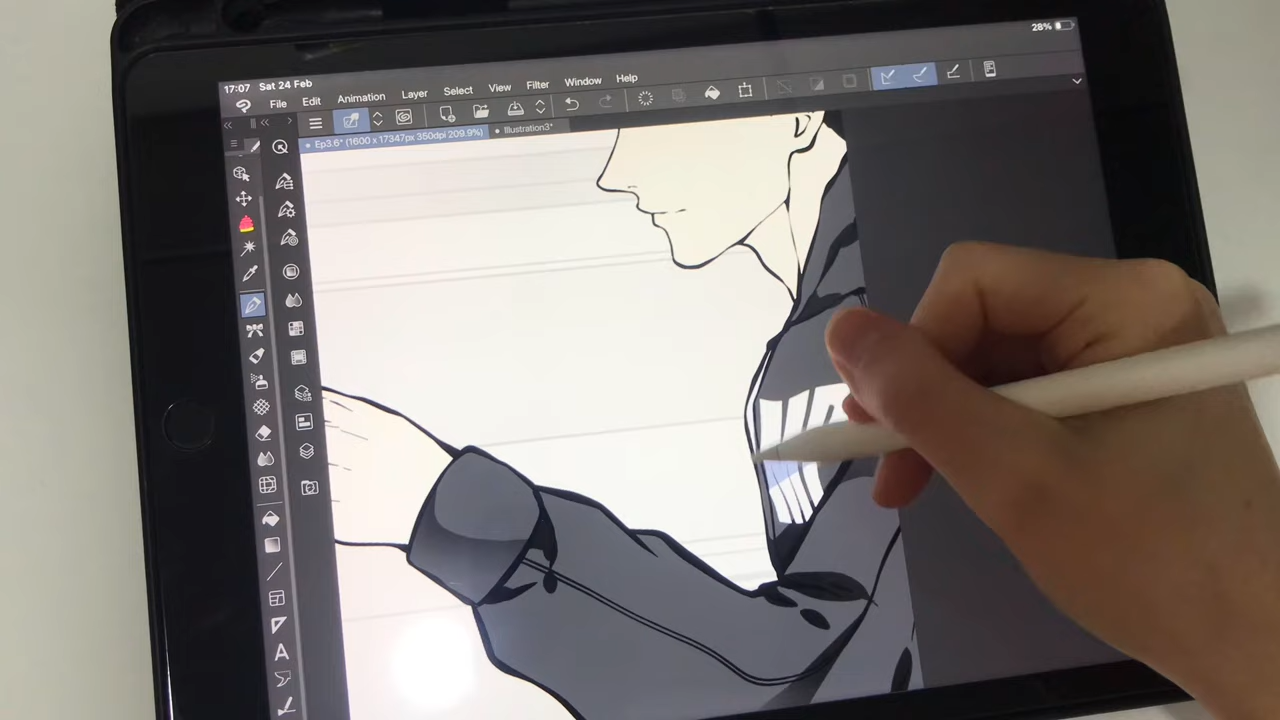 28%
17:07 Sat 24 Feb
File Edit Animation Layer Select View Filter Window Help
Ep3.6* (1600 x 17347px 350dpi 209.9%) Illustration3*
A